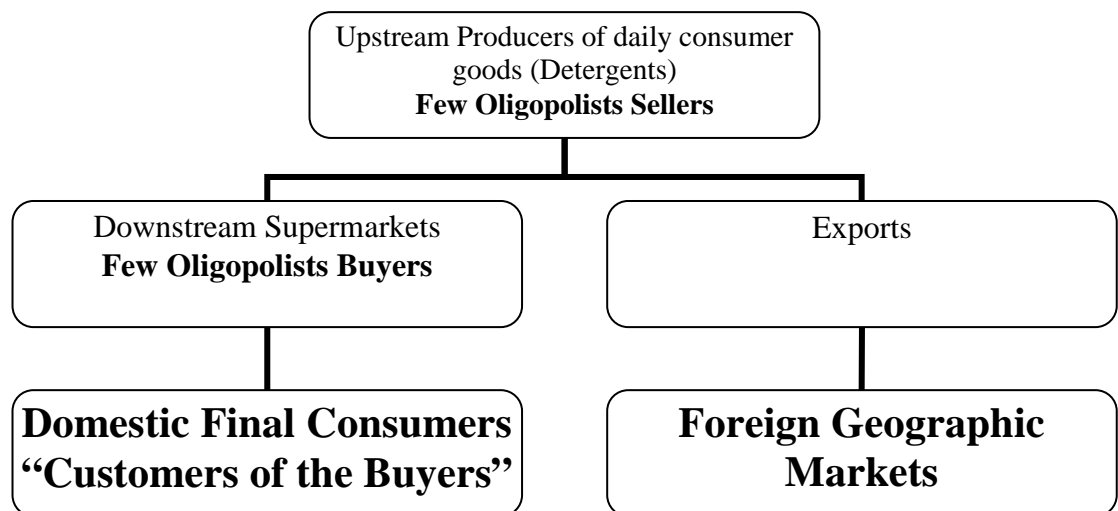 Upstream Producers of daily consumer
goods (Detergents)
Few Oligopolists Sellers
Downstream Supermarkets
Few Oligopolists Buyers
Exports
Domestic Final Consumers
“Customers of the Buyers”
Foreign Geographic
Markets